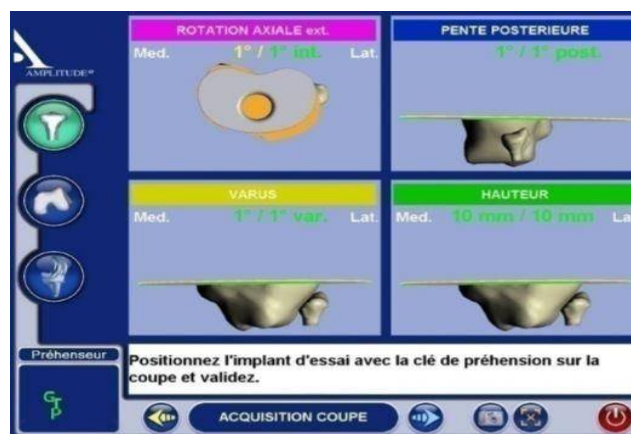 AMPLITUDE
ROTATION AXIALE ext.
Med. 1° / 1° int. Lat.
PENTE POSTERIEURE
1° / 1° post.
VARUS
Med. 1° / 1° var. Lat.
HAUTEUR
Med. 10 mm / 10 mm La
Préhenseur
GTP
Positionnez l'implant d'essai avec la clé de préhension sur la
coupe et validez.
ACQUISITION COUPE